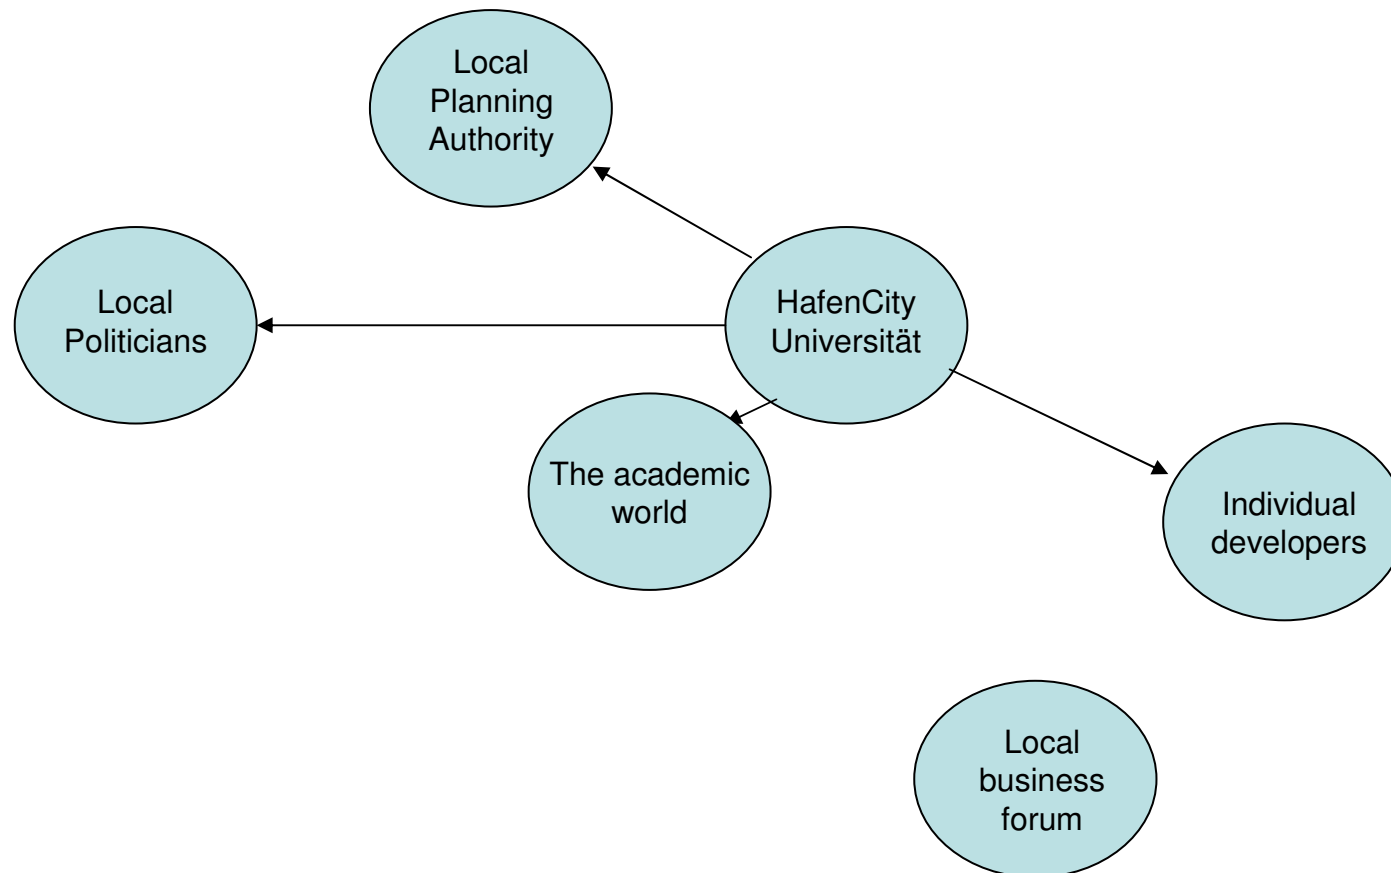 Local
Planning
Authority
Local
Politicians
HafenCity
Universität
The academic
world
Individual
developers
Local
business
forum